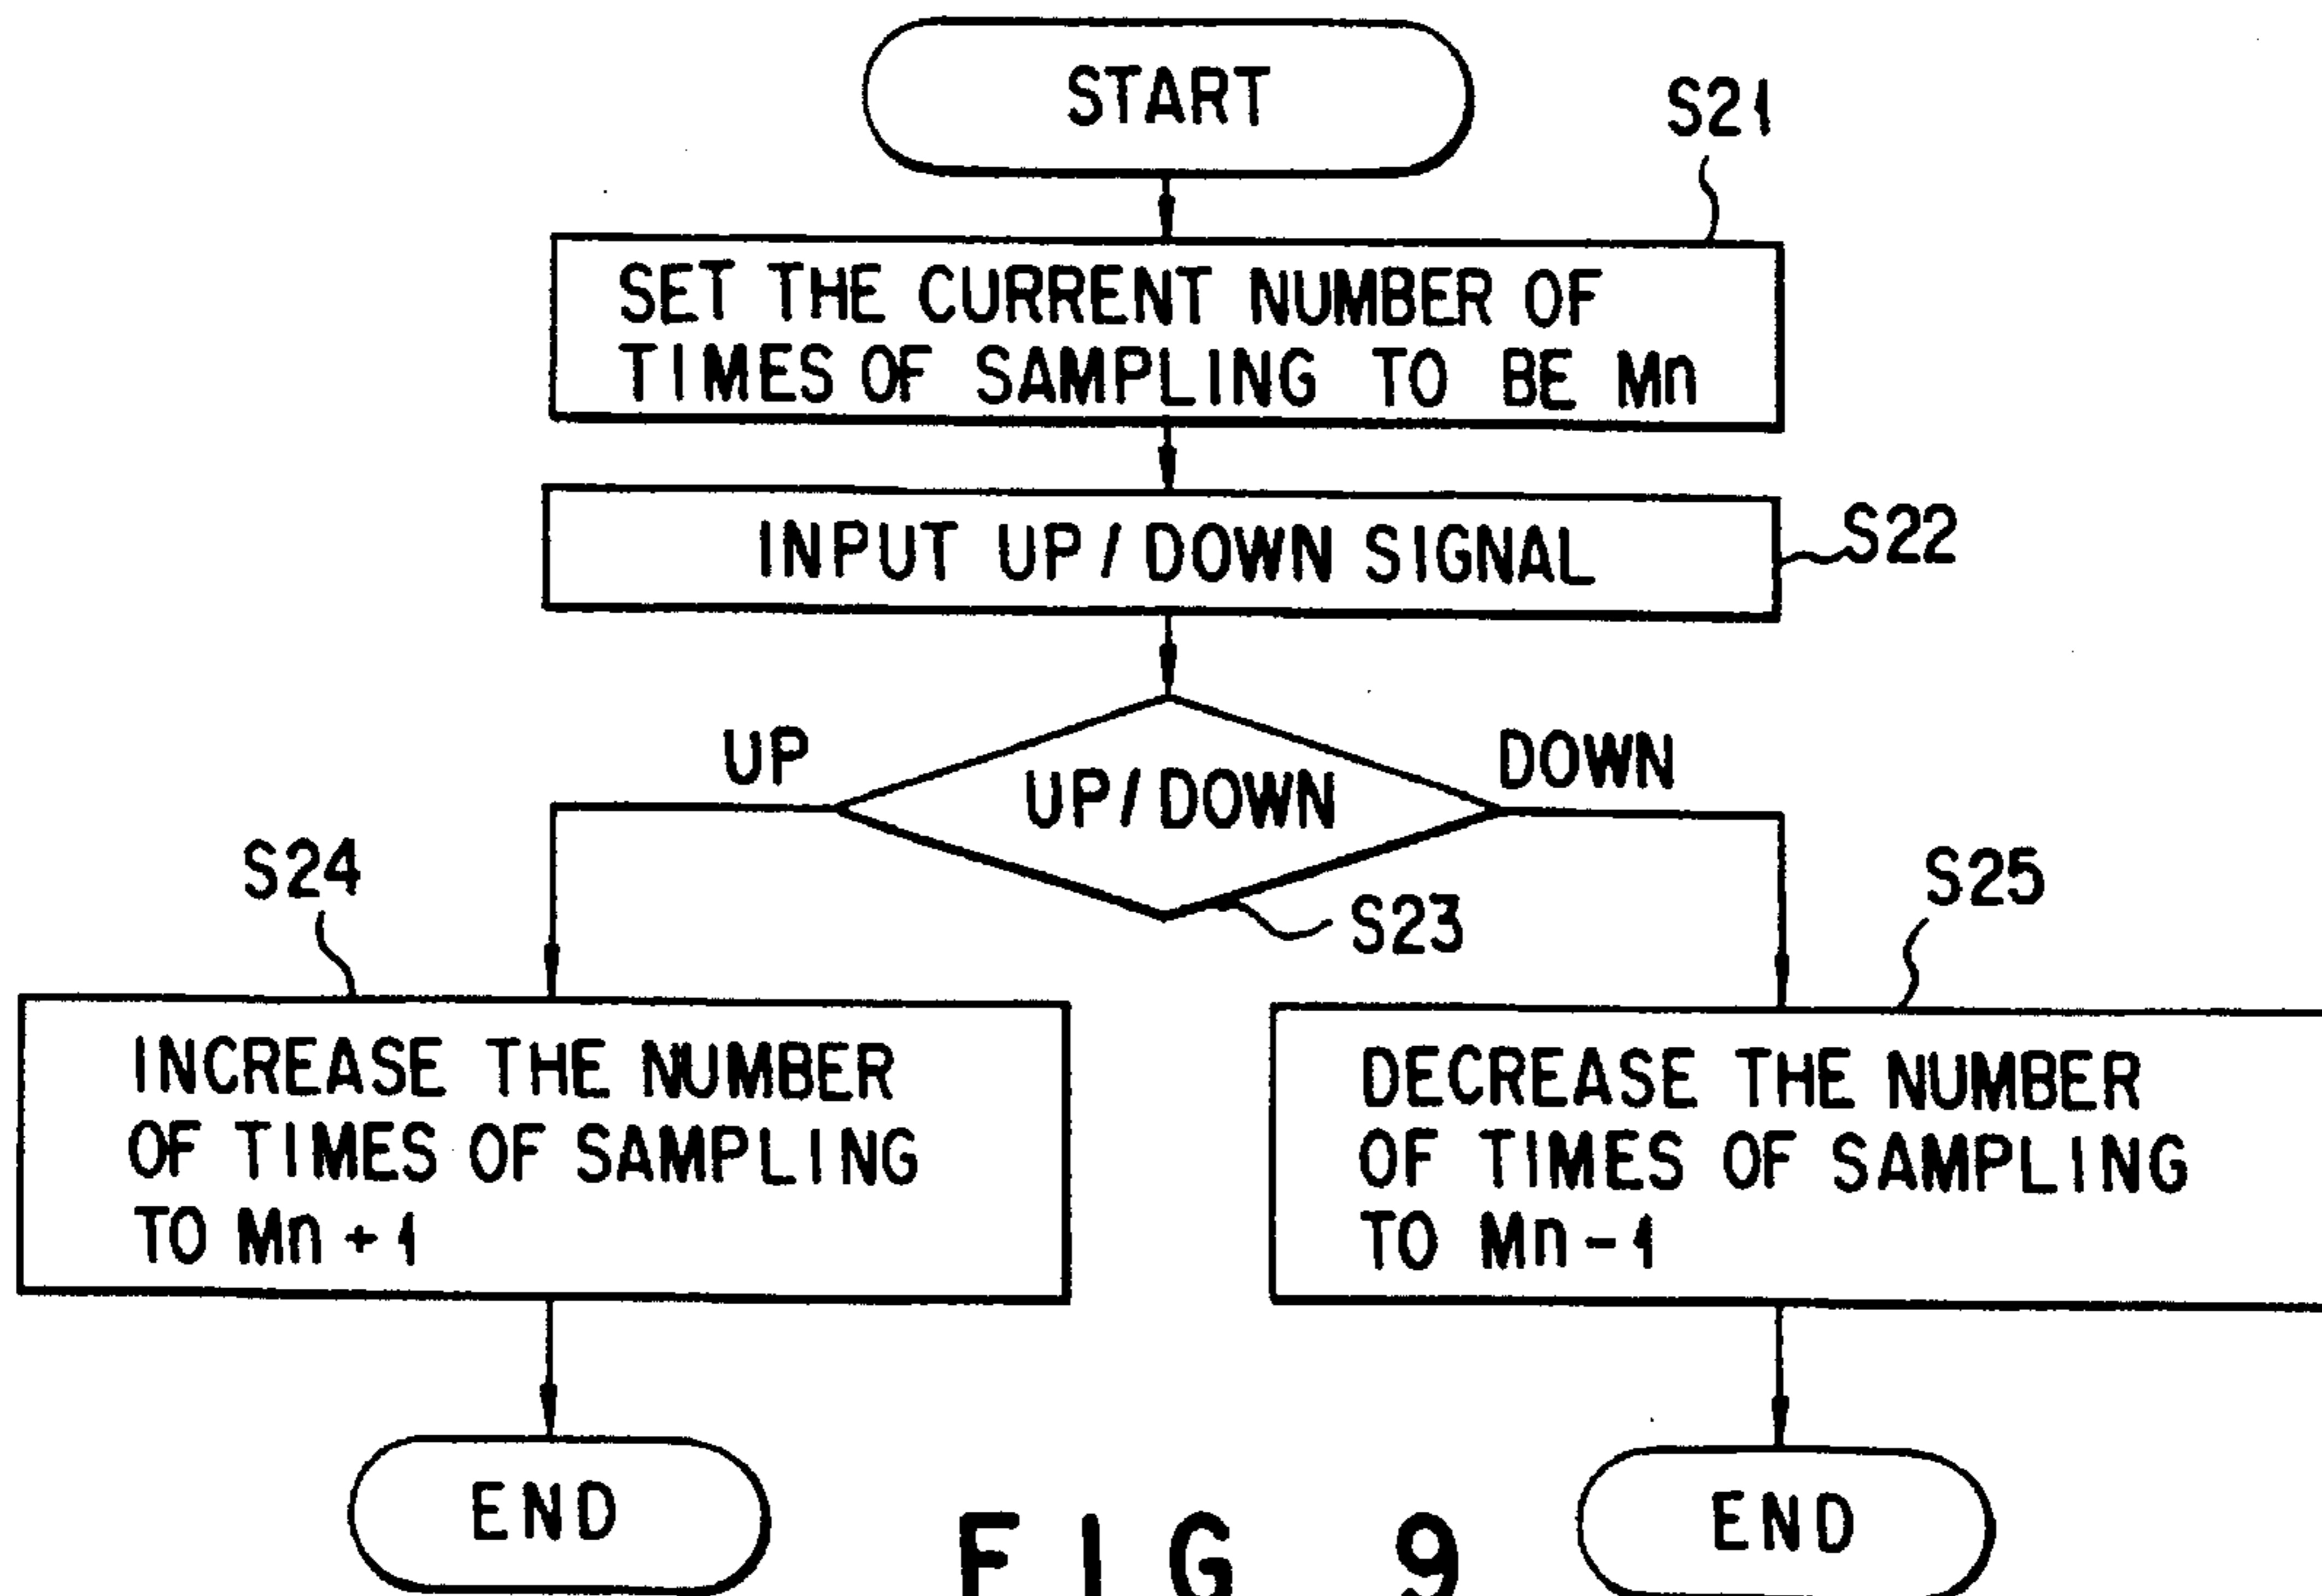 START
S21
SET THE CURRENT NUMBER OF
TIMES OF SAMPLING TO BE Mn
INPUT UP/DOWN SIGNAL
S22
UP
UP/DOWN
DOWN
S23
S24
S25
INCREASE THE NUMBER
OF TIMES OF SAMPLING
TO Mn+1
DECREASE THE NUMBER
OF TIMES OF SAMPLING
TO Mn-1
END
END
FIG 9